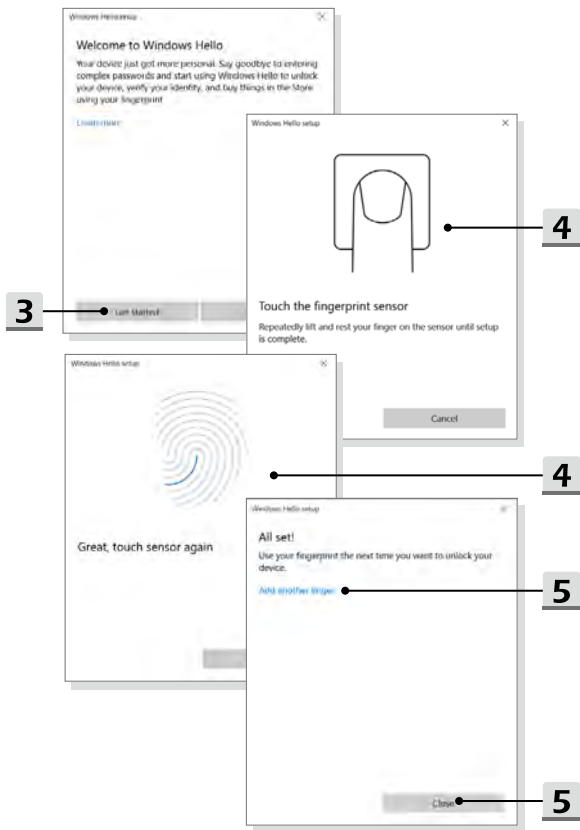 Windows Hello setup
Welcome to Windows Hello
Your device just got more personal. Say goodbye to entering
complex passwords and start using Windows Hello to unlock
your device, verify your identity, and buy things in the Store
using your fingerprint
Learn more
Get started
3
Windows Hello setup
4
Touch the fingerprint sensor
Repeatedly lift and rest your finger on the sensor until setup
is complete.
Cancel
Windows Hello setup
4
Great, touch sensor again
Windows Hello setup
All set!
Use your fingerprint the next time you want to unlock your
device.
Add another finger
5
Close
5